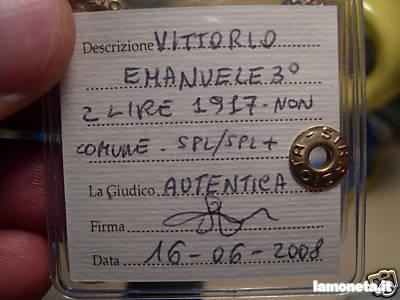 Descrizione VITTORIO
EMANUELE 3°
2 LIRE 1917 - NON
COMUNE - SPL/SPL+
La Giudico AUTENTICA
Firma
Data 16-06-2008
lamoneta.it